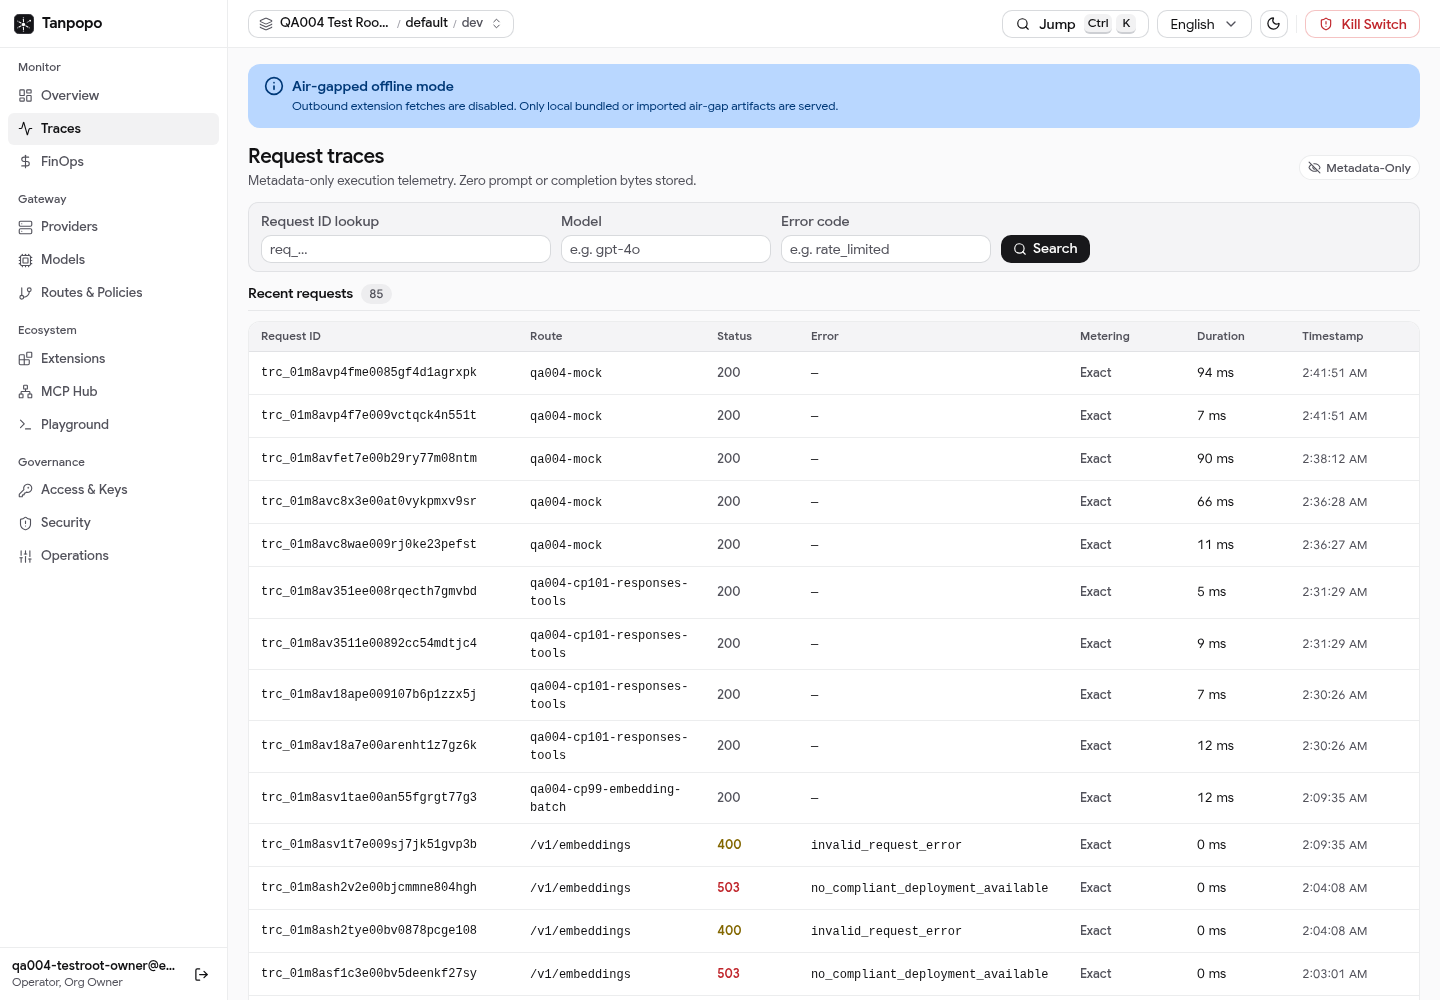 Tanpopo
QA004 Test Roo... / default / dev
Jump Ctrl K
English
Kill Switch
Monitor
Overview
Traces
FinOps
Gateway
Providers
Models
Routes & Policies
Ecosystem
Extensions
MCP Hub
Playground
Governance
Access & Keys
Security
Operations
qa004-testroot-owner@e...
Operator, Org Owner
Air-gapped offline mode
Outbound extension fetches are disabled. Only local bundled or imported air-gap artifacts are served.
Request traces
Metadata-only execution telemetry. Zero prompt or completion bytes stored.
Metadata-Only
Request ID lookup Model Error code
req_... e.g. gpt-4o e.g. rate_limited Search
Recent requests 85
Request ID Route Status Error Metering Duration Timestamp
trc_01m8avp4fme0085gf4d1agrxpk qa004-mock 200 – Exact 94 ms 2:41:51 AM
trc_01m8avp4f7e009vctqck4n551t qa004-mock 200 – Exact 7 ms 2:41:51 AM
trc_01m8avfet7e00b29ry77m08ntm qa004-mock 200 – Exact 90 ms 2:38:12 AM
trc_01m8avc8x3e00at0vykpmxv9sr qa004-mock 200 – Exact 66 ms 2:36:28 AM
trc_01m8avc8wae009rj0ke23pefst qa004-mock 200 – Exact 11 ms 2:36:27 AM
trc_01m8av351ee008rqecth7gmvbd qa004-cp101-responses-tools 200 – Exact 5 ms 2:31:29 AM
trc_01m8av3511e00892cc54mdtjc4 qa004-cp101-responses-tools 200 – Exact 9 ms 2:31:29 AM
trc_01m8av18ape009107b6p1zzx5j qa004-cp101-responses-tools 200 – Exact 7 ms 2:30:26 AM
trc_01m8av18a7e00arenht1z7gz6k qa004-cp101-responses-tools 200 – Exact 12 ms 2:30:26 AM
trc_01m8asv1tae00an55fgrgt77g3 qa004-cp99-embedding-batch 200 – Exact 12 ms 2:09:35 AM
trc_01m8asv1t7e009sj7jk51gvp3b /v1/embeddings 400 invalid_request_error Exact 0 ms 2:09:35 AM
trc_01m8ash2v2e00bjcmmne804hgh /v1/embeddings 503 no_compliant_deployment_available Exact 0 ms 2:04:08 AM
trc_01m8ash2tye00bv0878pcge108 /v1/embeddings 400 invalid_request_error Exact 0 ms 2:04:08 AM
trc_01m8asf1c3e00bv5deenkf27sy /v1/embeddings 503 no_compliant_deployment_available Exact 0 ms 2:03:01 AM